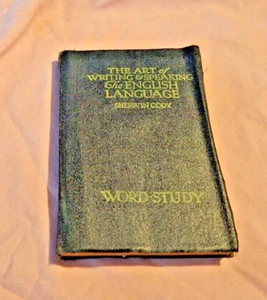 THE ART of
WRITING & SPEAKING
The ENGLISH
LANGUAGE
SHERWIN CODY
WORD-STUDY